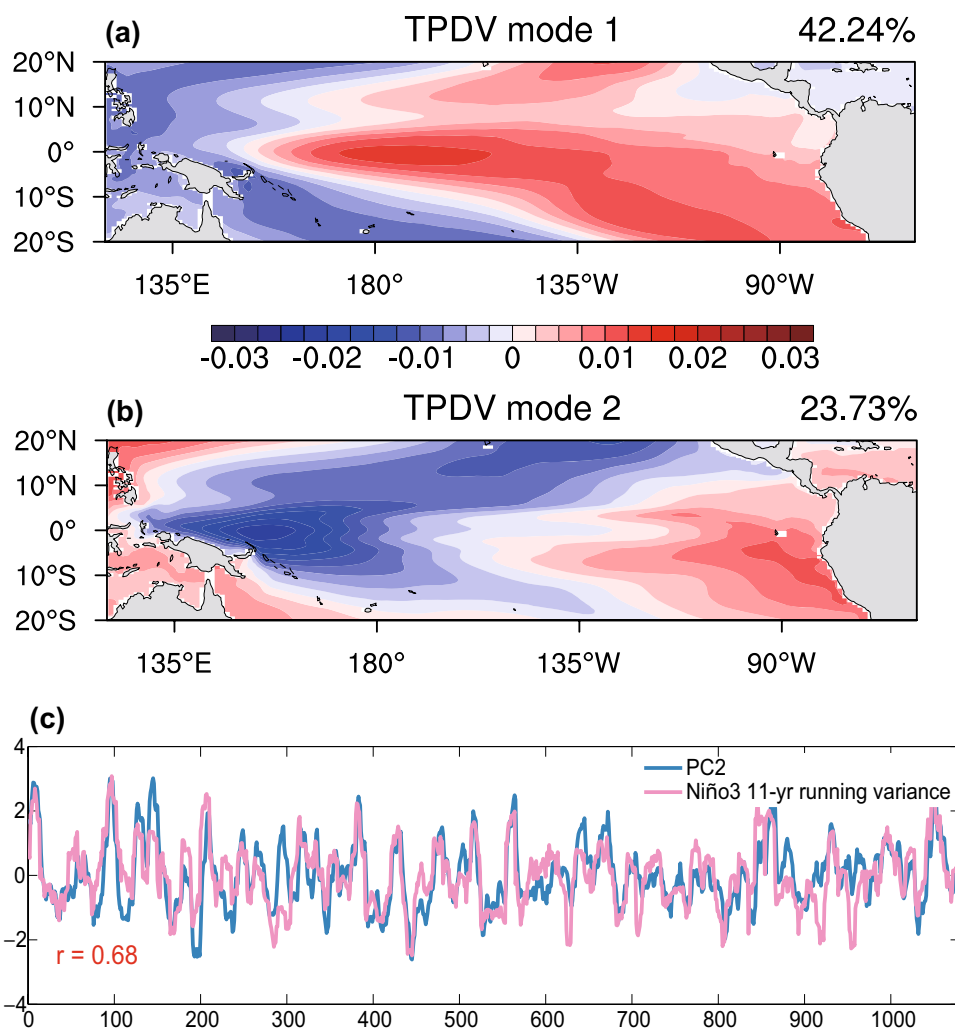 (a) TPDV mode 1 42.24%
20°N
10°N
0°
10°S
20°S
135°E 180° 135°W 90°W
-0.03 -0.02 -0.01 0 0.01 0.02 0.03
(b) TPDV mode 2 23.73%
20°N
10°N
0°
10°S
20°S
135°E 180° 135°W 90°W
(c)
4
2
0
−2
−4
PC2
Niño3 11-yr running variance
r = 0.68
0 100 200 300 400 500 600 700 800 900 1000